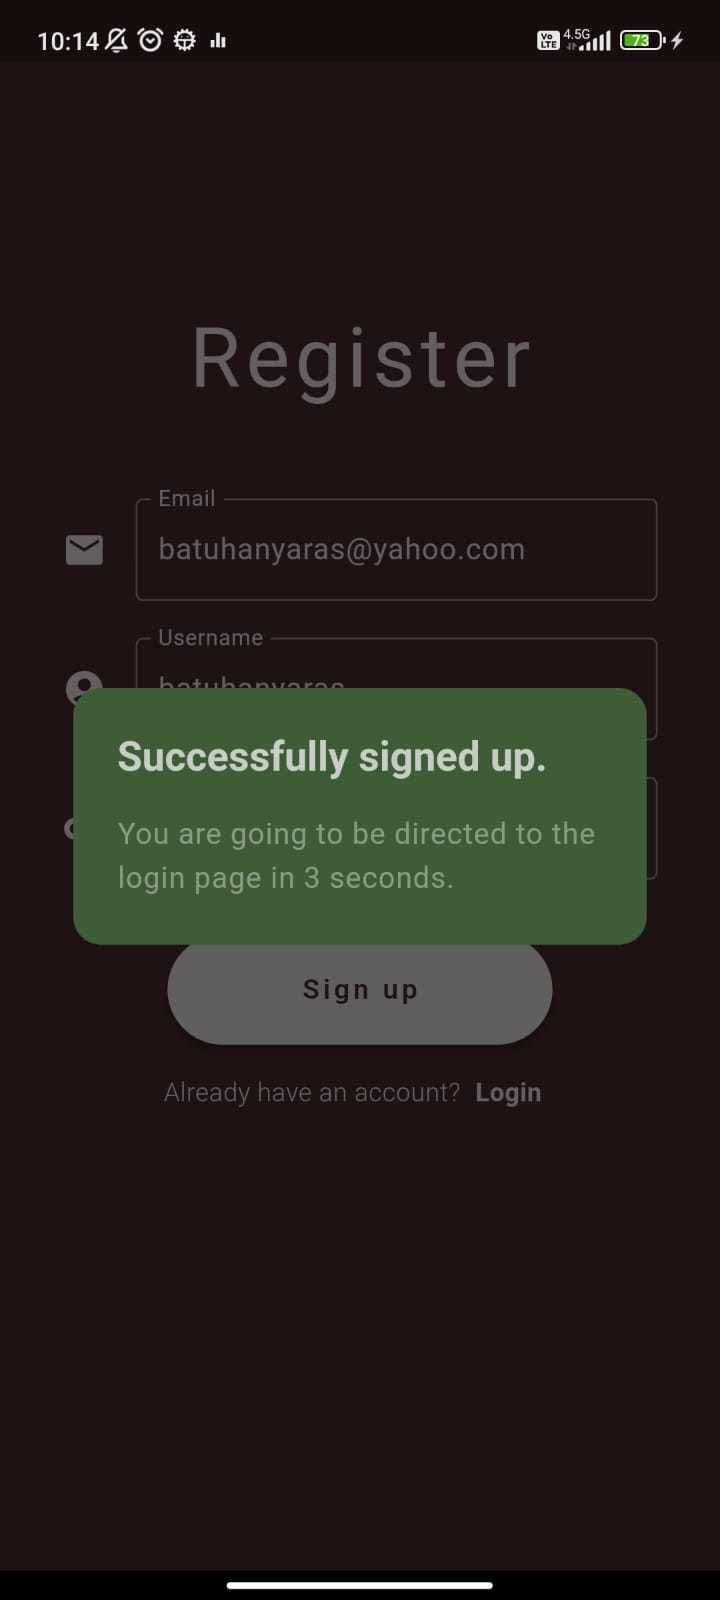 10:14
Vo LTE 4.5G 73
Register
Email
batuhanyaras@yahoo.com
Username
batuhanyaras
Successfully signed up.
You are going to be directed to the
login page in 3 seconds.
Sign up
Already have an account? Login